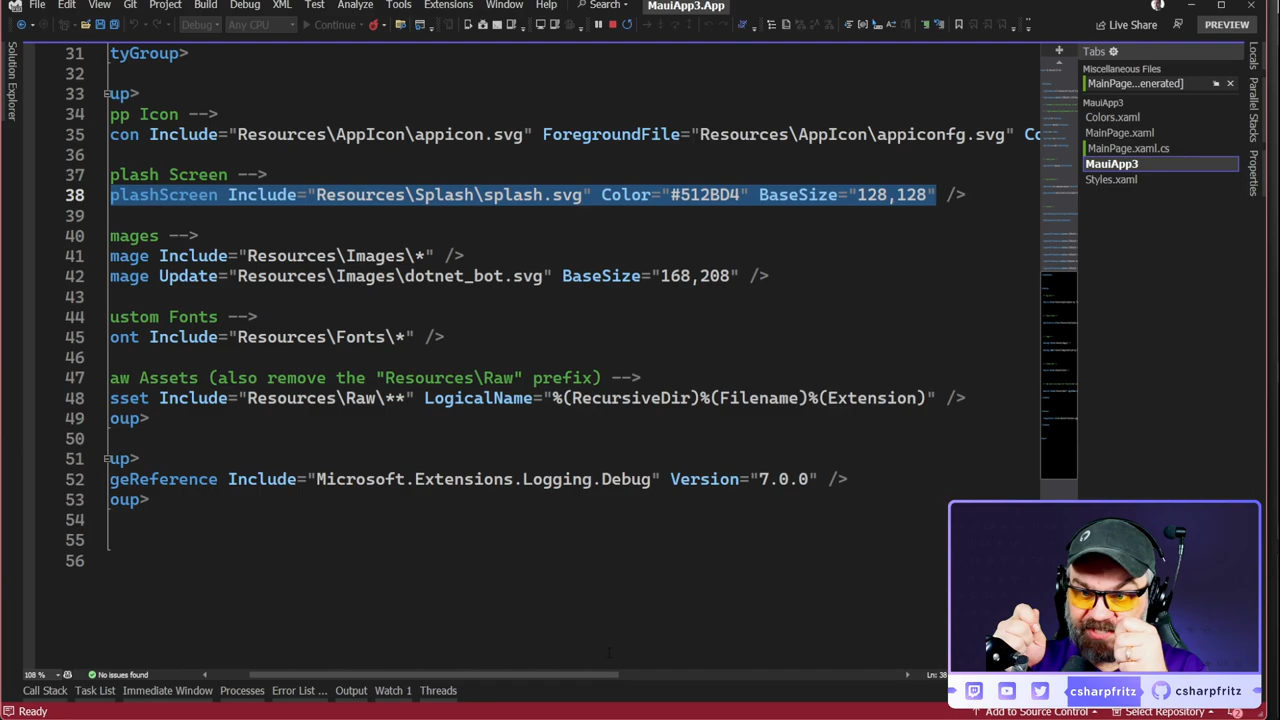 File Edit View Git Project Build Debug XML Test Analyze Tools Extensions Window Help Search MauiApp3.App
Debug Any CPU Continue Live Share PREVIEW
Solution Explorer
31 tyGroup>
32
33 up>
34 pp Icon -->
35 con Include="Resources\AppIcon\appicon.svg" ForegroundFile="Resources\AppIcon\appiconfg.svg" Co
36
37 plash Screen -->
38 plashScreen Include="Resources\Splash\splash.svg" Color="#512BD4" BaseSize="128,128" />
39
40 mages -->
41 mage Include="Resources\Images\*" />
42 mage Update="Resources\Images\dotnet_bot.svg" BaseSize="168,208" />
43
44 ustom Fonts -->
45 ont Include="Resources\Fonts\*" />
46
47 aw Assets (also remove the "Resources\Raw" prefix) -->
48 sset Include="Resources\Raw\**" LogicalName="%(RecursiveDir)%(Filename)%(Extension)" />
49 oup>
50
51 up>
52 geReference Include="Microsoft.Extensions.Logging.Debug" Version="7.0.0" />
53 oup>
54
55
56
Tabs
Miscellaneous Files
MainPage...enerated]
MauiApp3
Colors.xaml
MainPage.xaml
MainPage.xaml.cs
MauiApp3
Styles.xaml
Locals
Parallel Stacks
Properties
108 % No issues found Ln: 38
Call Stack Task List Immediate Window Processes Error List ... Output Watch 1 Threads
csharpfritz csharpfritz
Ready Add to Source Control Select Repository 2